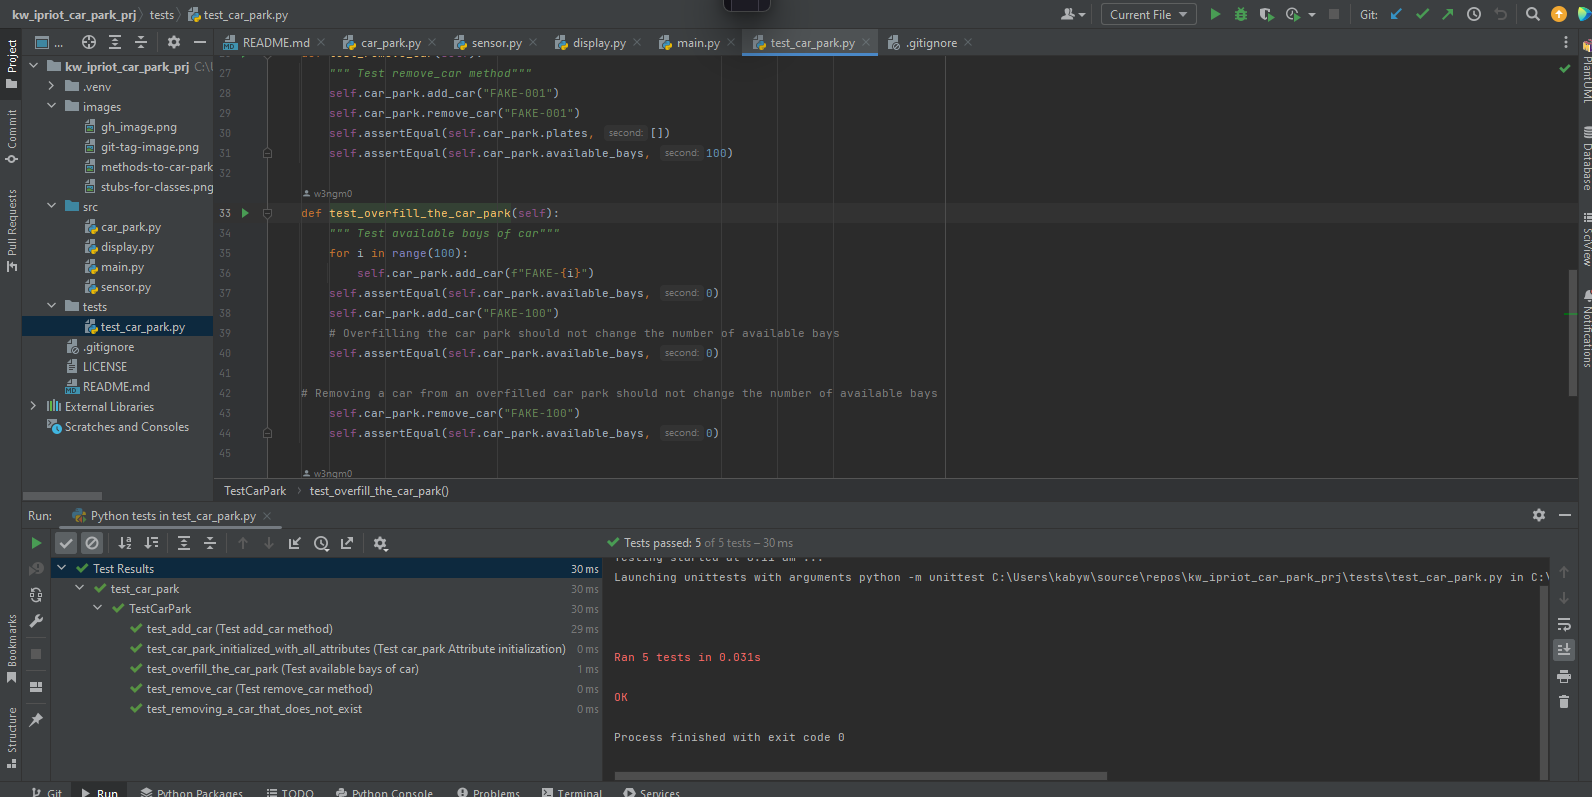 kw_ipriot_car_park_prj › tests › test_car_park.py
Current File
Git:
Project
...
README.md
car_park.py
sensor.py
display.py
main.py
test_car_park.py
.gitignore
kw_ipriot_car_park_prj C:\U
.venv
images
gh_image.png
git-tag-image.png
methods-to-car-park
stubs-for-classes.png
src
car_park.py
display.py
main.py
sensor.py
tests
test_car_park.py
.gitignore
LICENSE
README.md
External Libraries
Scratches and Consoles
Commit
Pull Requests
Bookmarks
Structure
27 """ Test remove_car method"""
28 self.car_park.add_car("FAKE-001")
29 self.car_park.remove_car("FAKE-001")
30 self.assertEqual(self.car_park.plates, second: [])
31 self.assertEqual(self.car_park.available_bays, second: 100)
32
w3ngm0
33 def test_overfill_the_car_park(self):
34 """ Test available bays of car"""
35 for i in range(100):
36 self.car_park.add_car(f"FAKE-{i}")
37 self.assertEqual(self.car_park.available_bays, second: 0)
38 self.car_park.add_car("FAKE-100")
39 # Overfilling the car park should not change the number of available bays
40 self.assertEqual(self.car_park.available_bays, second: 0)
41
42 # Removing a car from an overfilled car park should not change the number of available bays
43 self.car_park.remove_car("FAKE-100")
44 self.assertEqual(self.car_park.available_bays, second: 0)
45
w3ngm0
TestCarPark › test_overfill_the_car_park()
PlantUML
Database
SciView
Notifications
Run: Python tests in test_car_park.py
Tests passed: 5 of 5 tests – 30 ms
Test Results 30 ms
test_car_park 30 ms
TestCarPark 30 ms
test_add_car (Test add_car method) 29 ms
test_car_park_initialized_with_all_attributes (Test car_park Attribute initialization) 0 ms
test_overfill_the_car_park (Test available bays of car) 1 ms
test_remove_car (Test remove_car method) 0 ms
test_removing_a_car_that_does_not_exist 0 ms
Launching unittests with arguments python -m unittest C:\Users\kabyw\source\repos\kw_ipriot_car_park_prj\tests\test_car_park.py in C:\
Ran 5 tests in 0.031s
OK
Process finished with exit code 0
Git
Run
Python Packages
TODO
Python Console
Problems
Terminal
Services